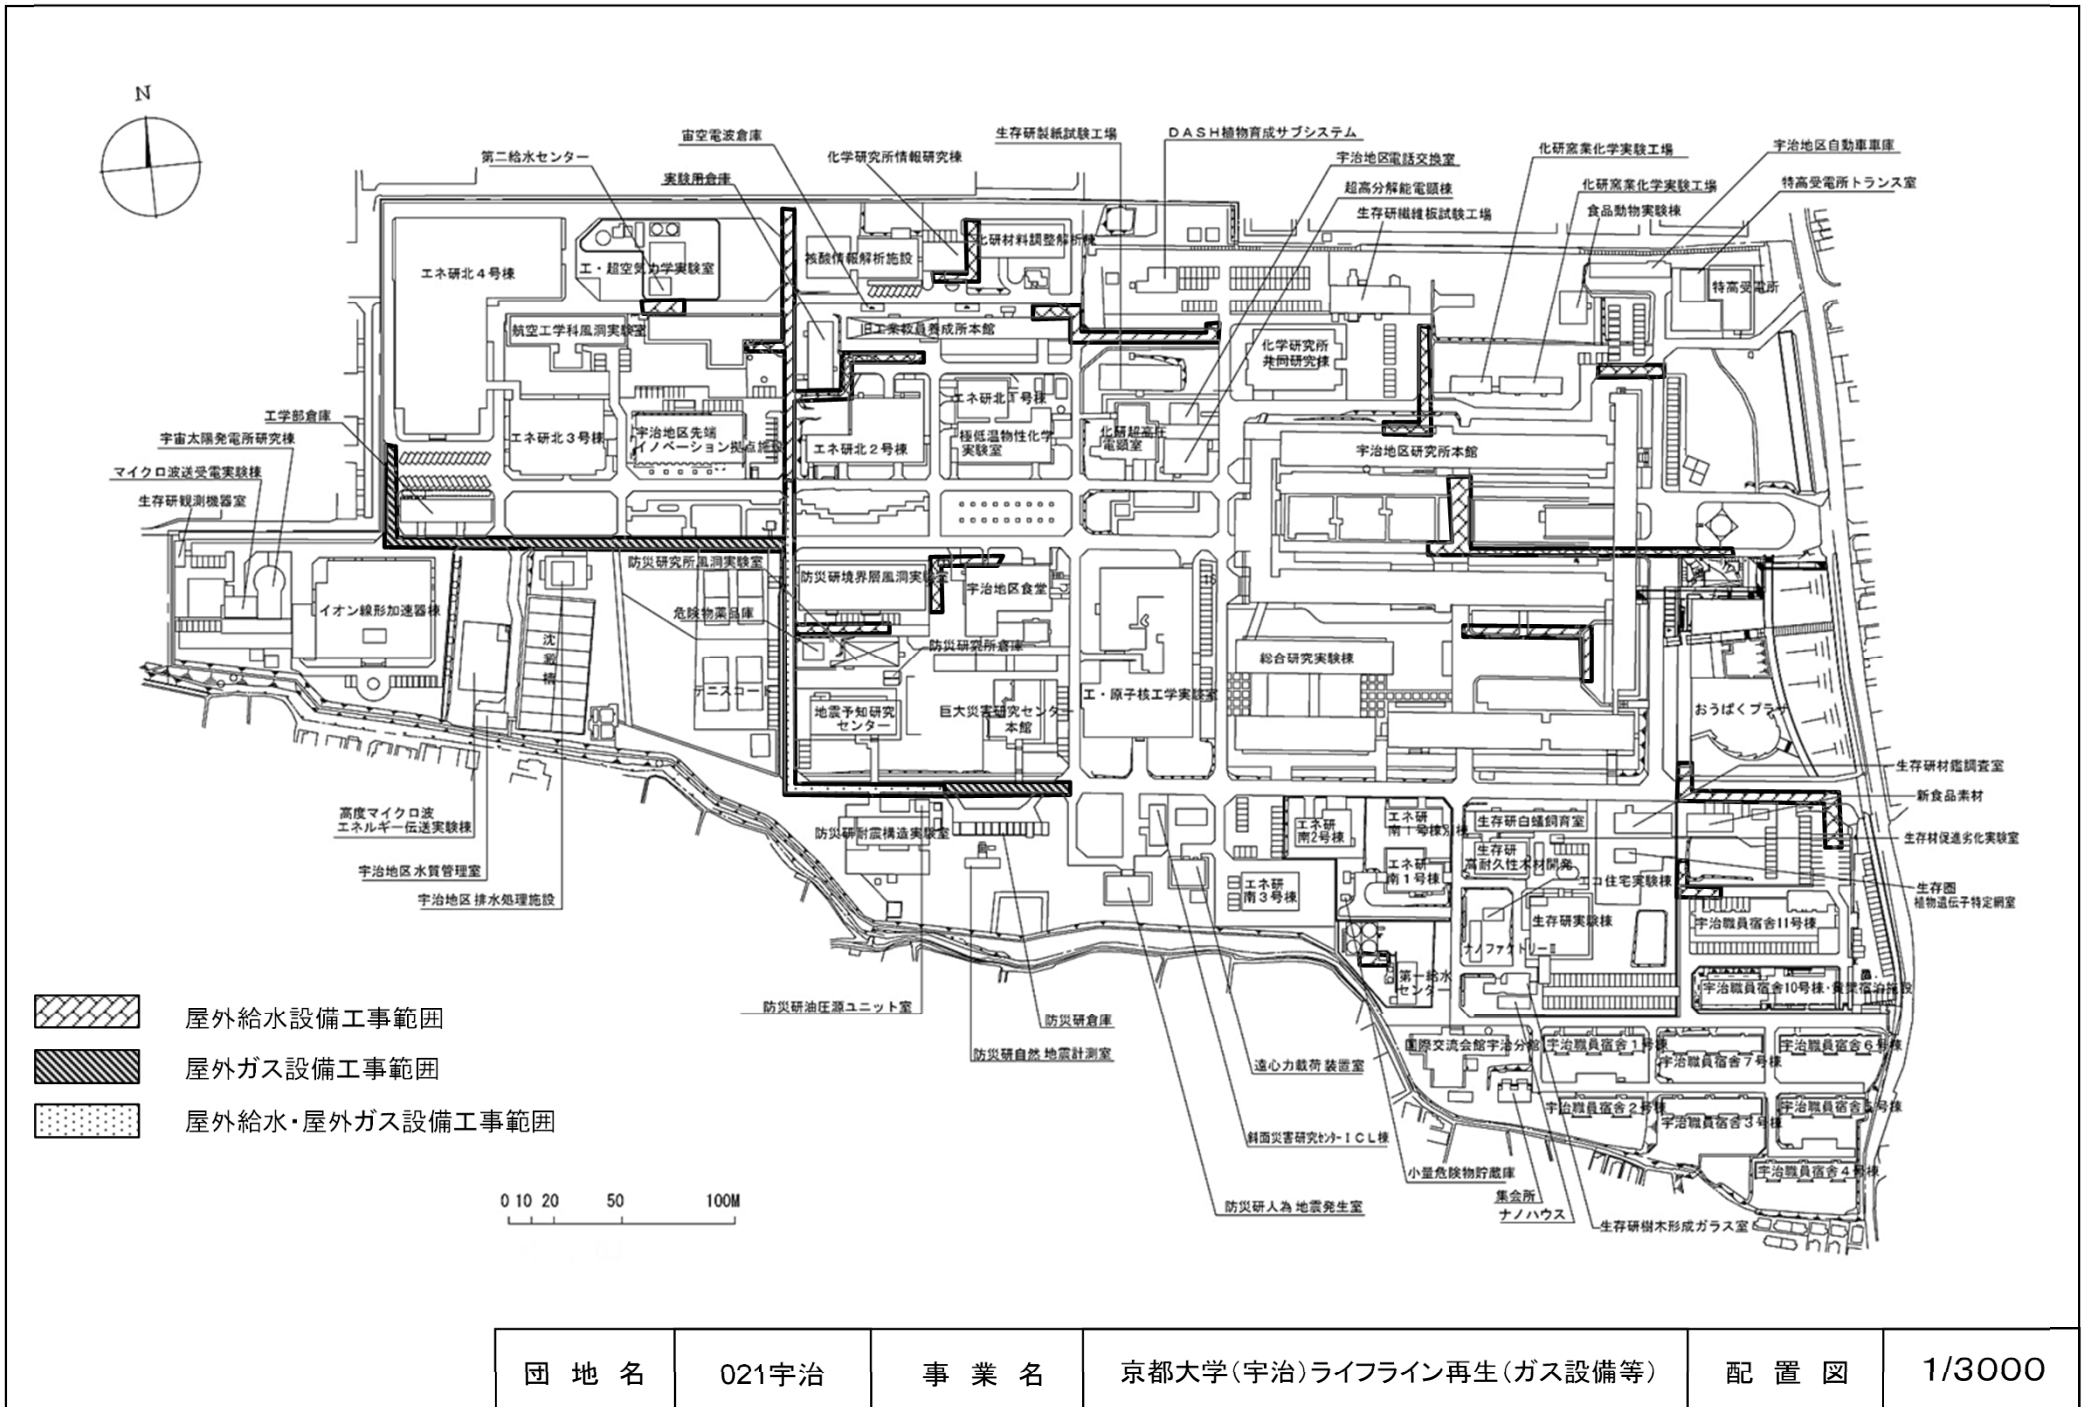 N
宙空電波倉庫
生存研製紙試験工場
DASH植物育成サブシステム
化研窯業化学実験工場
宇治地区自動車車庫
第二給水センター
化学研究所情報研究棟
宇治地区電話交換室
実験用倉庫
超高分解能電顕棟
化研窯業化学実験工場
特高受電所トランス室
生存研繊維板試験工場
食品動物実験棟
エネ研北4号棟
工・超空気力学実験室
核酸情報解析施設
化研材料調整解析棟
特高受電所
航空工学科風洞実験室
旧工業教員養成所本館
化学研究所
共同研究棟
工学部倉庫
宇宙太陽発電所研究棟
マイクロ波送受電実験棟
生存研観測機器室
エネ研北3号棟
宇治地区先端
イノベーション拠点施設
エネ研北2号棟
エネ研北1号棟
極低温物性化学
実験室
化研超高圧
電顕室
宇治地区研究所本館
防災研究所風洞実験室
防災研境界層風洞実験室
宇治地区食堂
イオン線形加速器棟
危険物薬品庫
沈澱槽
防災研究所倉庫
総合研究実験棟
テニスコート
地震予知研究
センター
巨大災害研究センター
本館
工・原子核工学実験室
おうばくプラザ
生存研材鑑調査室
新食品素材
生存材促進劣化実験室
生存圏
植物遺伝子特定網室
高度マイクロ波
エネルギー伝送実験棟
宇治地区水質管理室
宇治地区排水処理施設
防災研耐震構造実験室
エネ研
南2号棟
エネ研
南1号棟別棟
生存研白蟻飼育室
生存研
高耐久性木材開発
エネ研
南1号棟
エネ研
南3号棟
エコ住宅実験棟
生存研実験棟
ナノファクトリーⅡ
宇治職員宿舎11号棟
第一給水
センター
宇治職員宿舎10号棟・黄檗宿泊施設
防災研油圧源ユニット室
防災研倉庫
防災研自然地震計測室
遠心力載荷装置室
斜面災害研究ｾﾝﾀｰICL棟
防災研人為地震発生室
国際交流会館宇治分館
宇治職員宿舎1号棟
宇治職員宿舎7号棟
宇治職員宿舎6号棟
宇治職員宿舎2号棟
宇治職員宿舎3号棟
宇治職員宿舎5号棟
宇治職員宿舎4号棟
小量危険物貯蔵庫
集会所
ナノハウス
生存研樹木形成ガラス室
屋外給水設備工事範囲
屋外ガス設備工事範囲
屋外給水・屋外ガス設備工事範囲
0 10 20 50 100M
団地名 021宇治 事業名 京都大学（宇治）ライフライン再生（ガス設備等） 配置図 1/3000